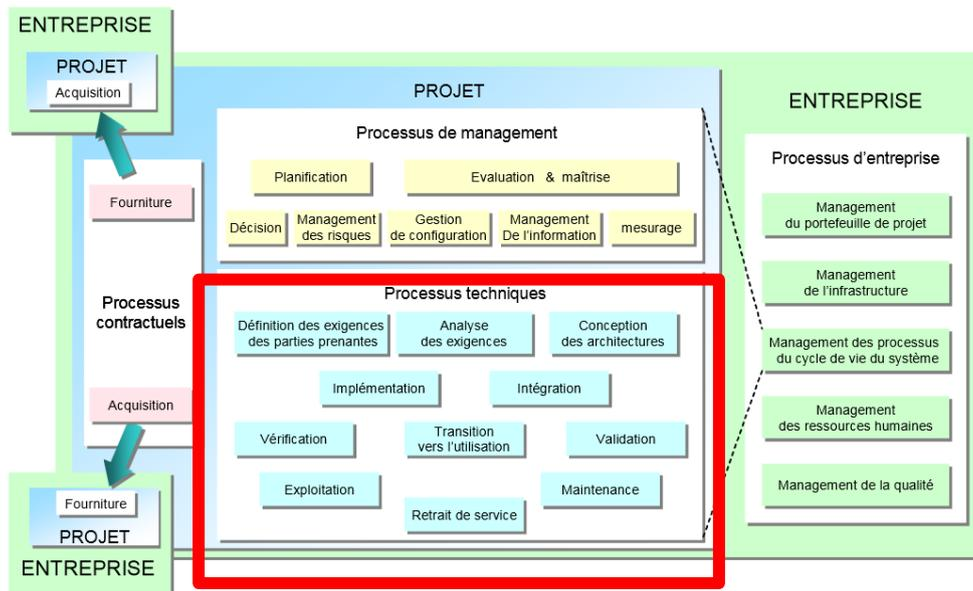 ENTREPRISE
PROJET
Acquisition
PROJET
Processus de management
Planification
Evaluation & maîtrise
Décision
Management
des risques
Gestion
de configuration
Management
De l'information
mesurage
Fourniture
Processus
contractuels
Acquisition
Processus techniques
Définition des exigences
des parties prenantes
Analyse
des exigences
Conception
des architectures
Implémentation
Intégration
Vérification
Transition
vers l'utilisation
Validation
Exploitation
Maintenance
Retrait de service
Fourniture
PROJET
ENTREPRISE
ENTREPRISE
Processus d'entreprise
Management
du portefeuille de projet
Management
de l'infrastructure
Management des processus
du cycle de vie du système
Management
des ressources humaines
Management de la qualité